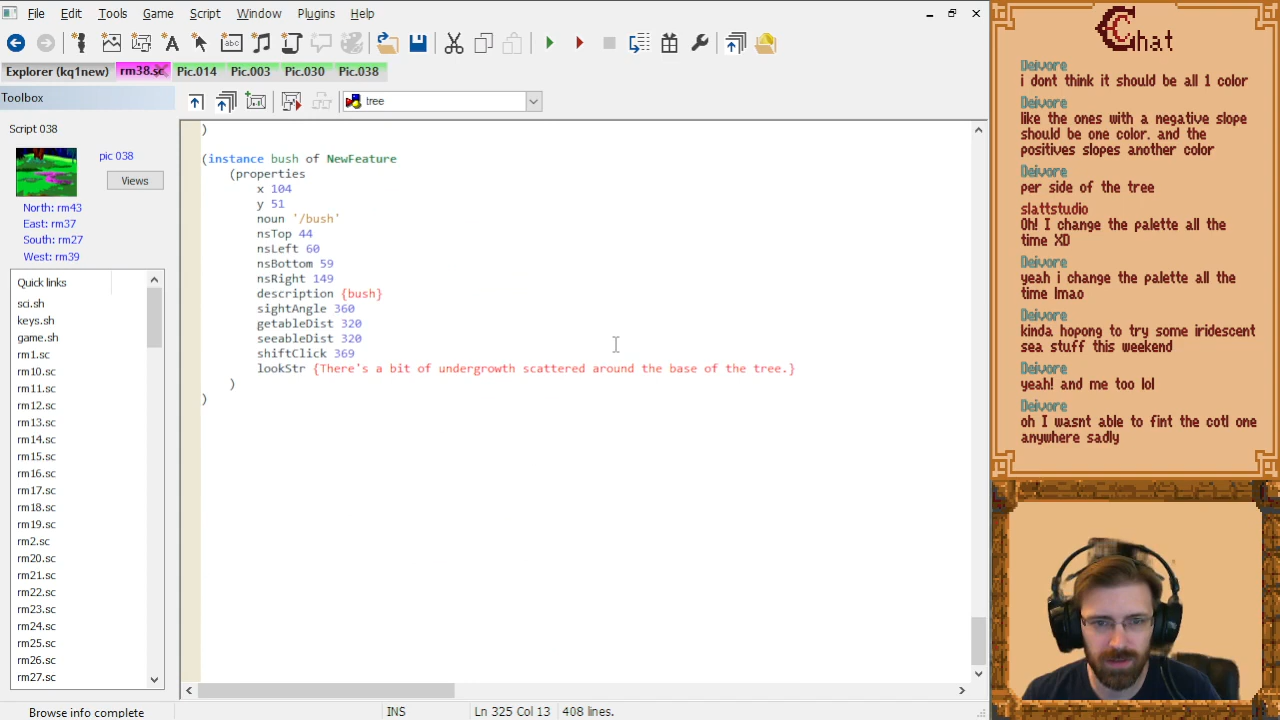 File Edit Tools Game Script Window Plugins Help
Explorer (kq1new) rm38.sc Pic.014 Pic.003 Pic.030 Pic.038
Toolbox
tree
Script 038
pic 038
Views
North: rm43
East: rm37
South: rm27
West: rm39
Quick links
sci.sh
keys.sh
game.sh
rm1.sc
rm10.sc
rm11.sc
rm12.sc
rm13.sc
rm14.sc
rm15.sc
rm16.sc
rm17.sc
rm18.sc
rm19.sc
rm2.sc
rm20.sc
rm21.sc
rm22.sc
rm23.sc
rm24.sc
rm25.sc
rm26.sc
rm27.sc
)
(instance bush of NewFeature
(properties
x 104
y 51
noun '/bush'
nsTop 44
nsLeft 60
nsBottom 59
nsRight 149
description {bush}
sightAngle 360
getableDist 320
seeableDist 320
shiftClick 369
lookStr {There's a bit of undergrowth scattered around the base of the tree.}
)
)
Browse info complete INS Ln 325 Col 13 408 lines.
Chat
Deivore
i dont think it should be all 1 color
Deivore
like the ones with a negative slope
should be one color. and the
positives slopes another color
Deivore
per side of the tree
slattstudio
Oh! I change the palette all the
time XD
Deivore
yeah i change the palette all the
time lmao
Deivore
kinda hopong to try some iridescent
sea stuff this weekend
Deivore
yeah! and me too lol
Deivore
oh I wasnt able to fint the cotl one
anywhere sadly